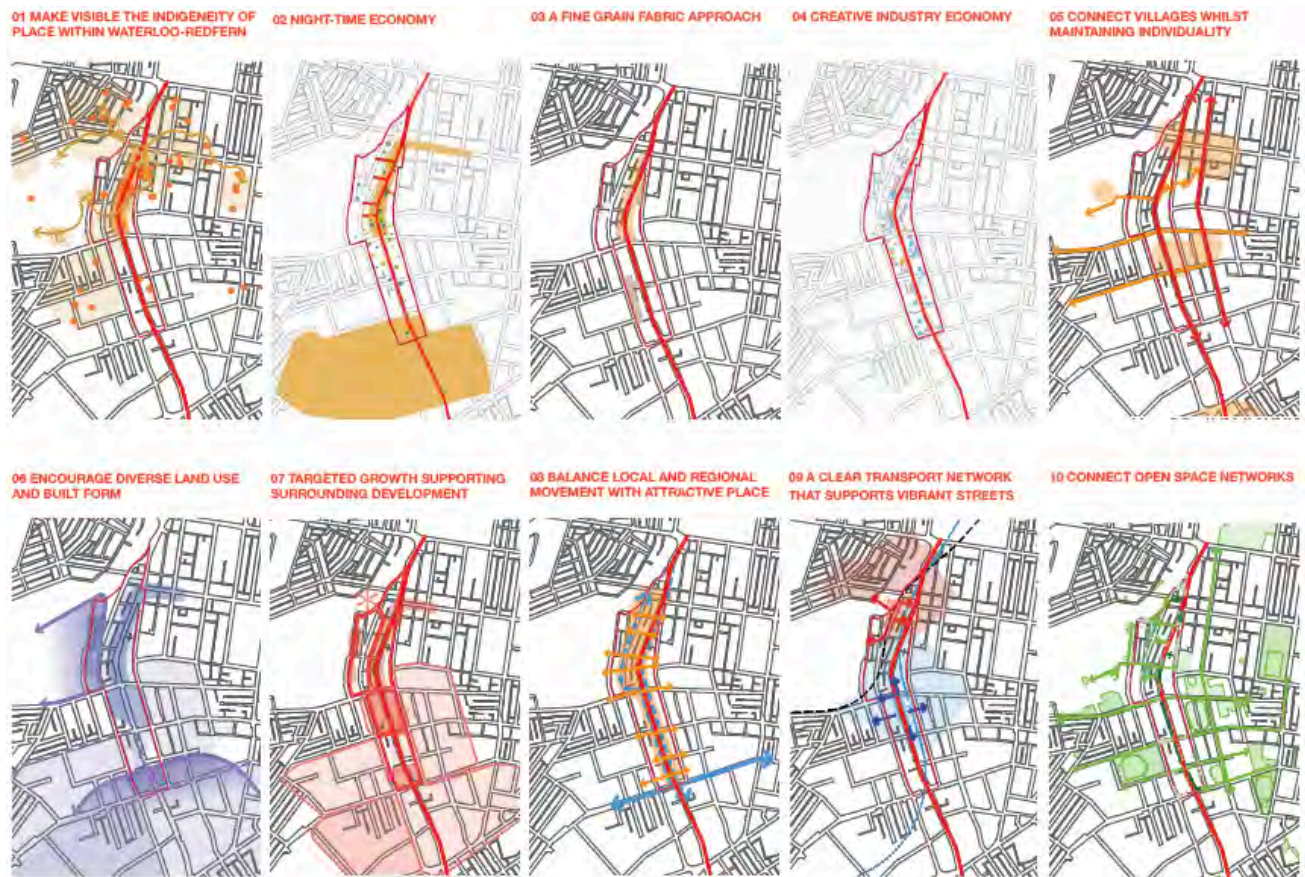 01 MAKE VISIBLE THE INDIGENEITY OF
PLACE WITHIN WATERLOO-REDFERN
02 NIGHT-TIME ECONOMY
03 A FINE GRAIN FABRIC APPROACH
04 CREATIVE INDUSTRY ECONOMY
05 CONNECT VILLAGES WHILST
MAINTAINING INDIVIDUALITY
06 ENCOURAGE DIVERSE LAND USE
AND BUILT FORM
07 TARGETED GROWTH SUPPORTING
SURROUNDING DEVELOPMENT
08 BALANCE LOCAL AND REGIONAL
MOVEMENT WITH ATTRACTIVE PLACE
09 A CLEAR TRANSPORT NETWORK
THAT SUPPORTS VIBRANT STREETS
10 CONNECT OPEN SPACE NETWORKS